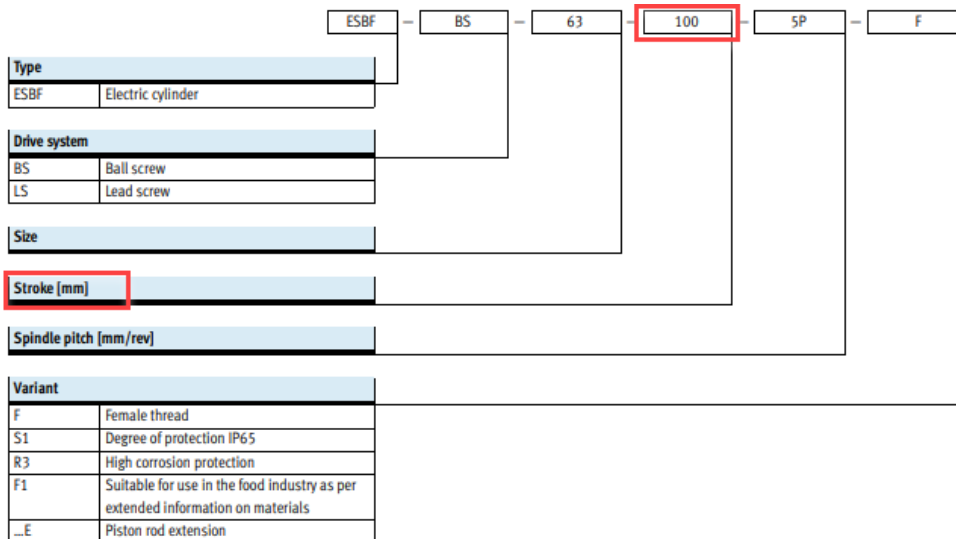 ESBF – BS – 63 – 100 – 5P – F
Type
ESBF Electric cylinder
Drive system
BS Ball screw
LS Lead screw
Size
Stroke [mm]
Spindle pitch [mm/rev]
Variant
F Female thread
S1 Degree of protection IP65
R3 High corrosion protection
F1 Suitable for use in the food industry as per
extended information on materials
...E Piston rod extension